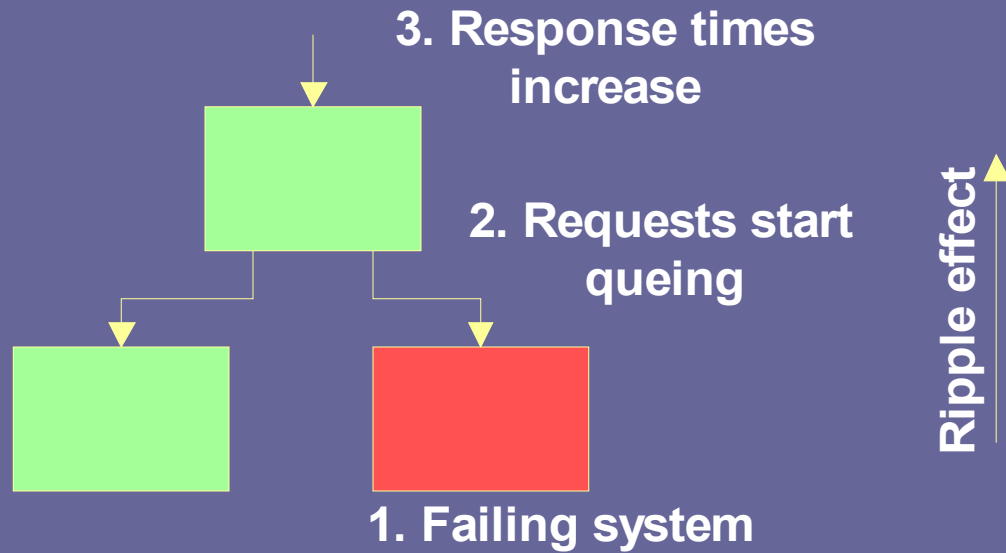 3. Response times
increase
2. Requests start
queing
1. Failing system
Ripple effect